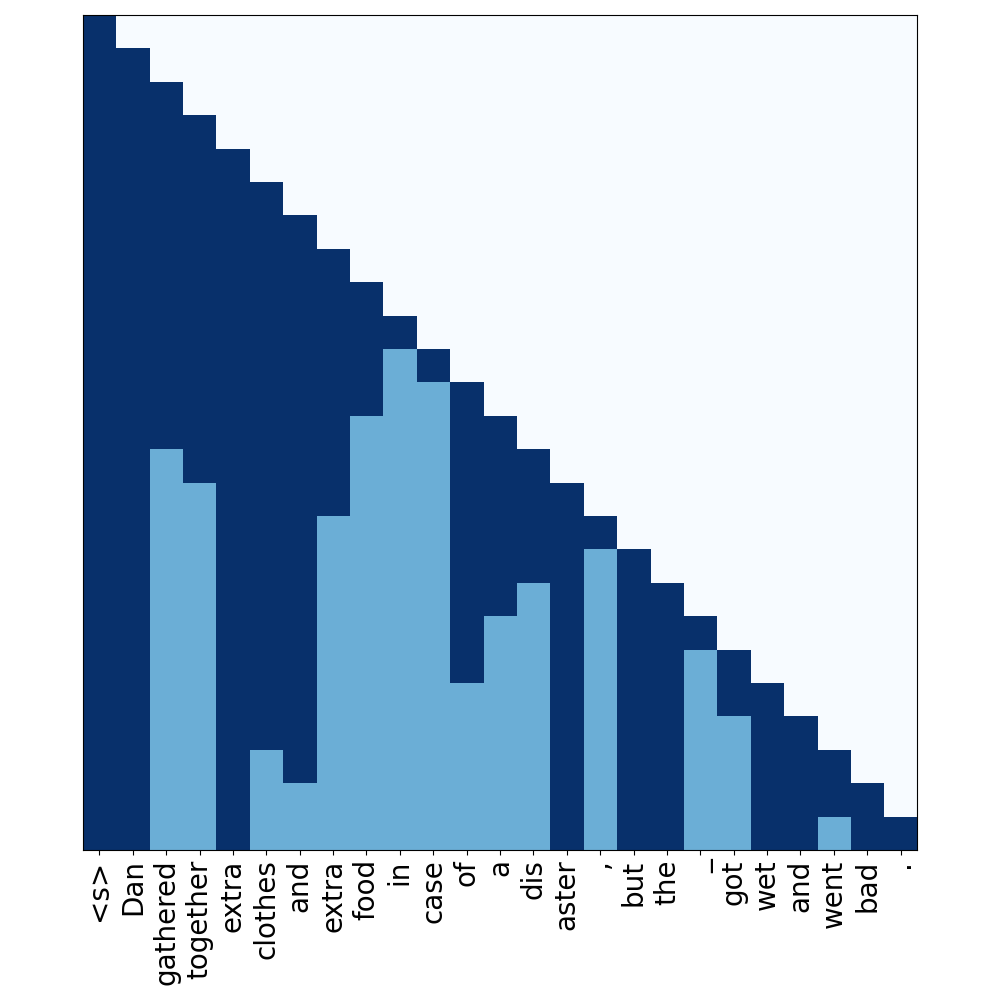 <s> Dan gathered together extra clothes and extra food in case of a dis aster , but the _ got wet and went bad .